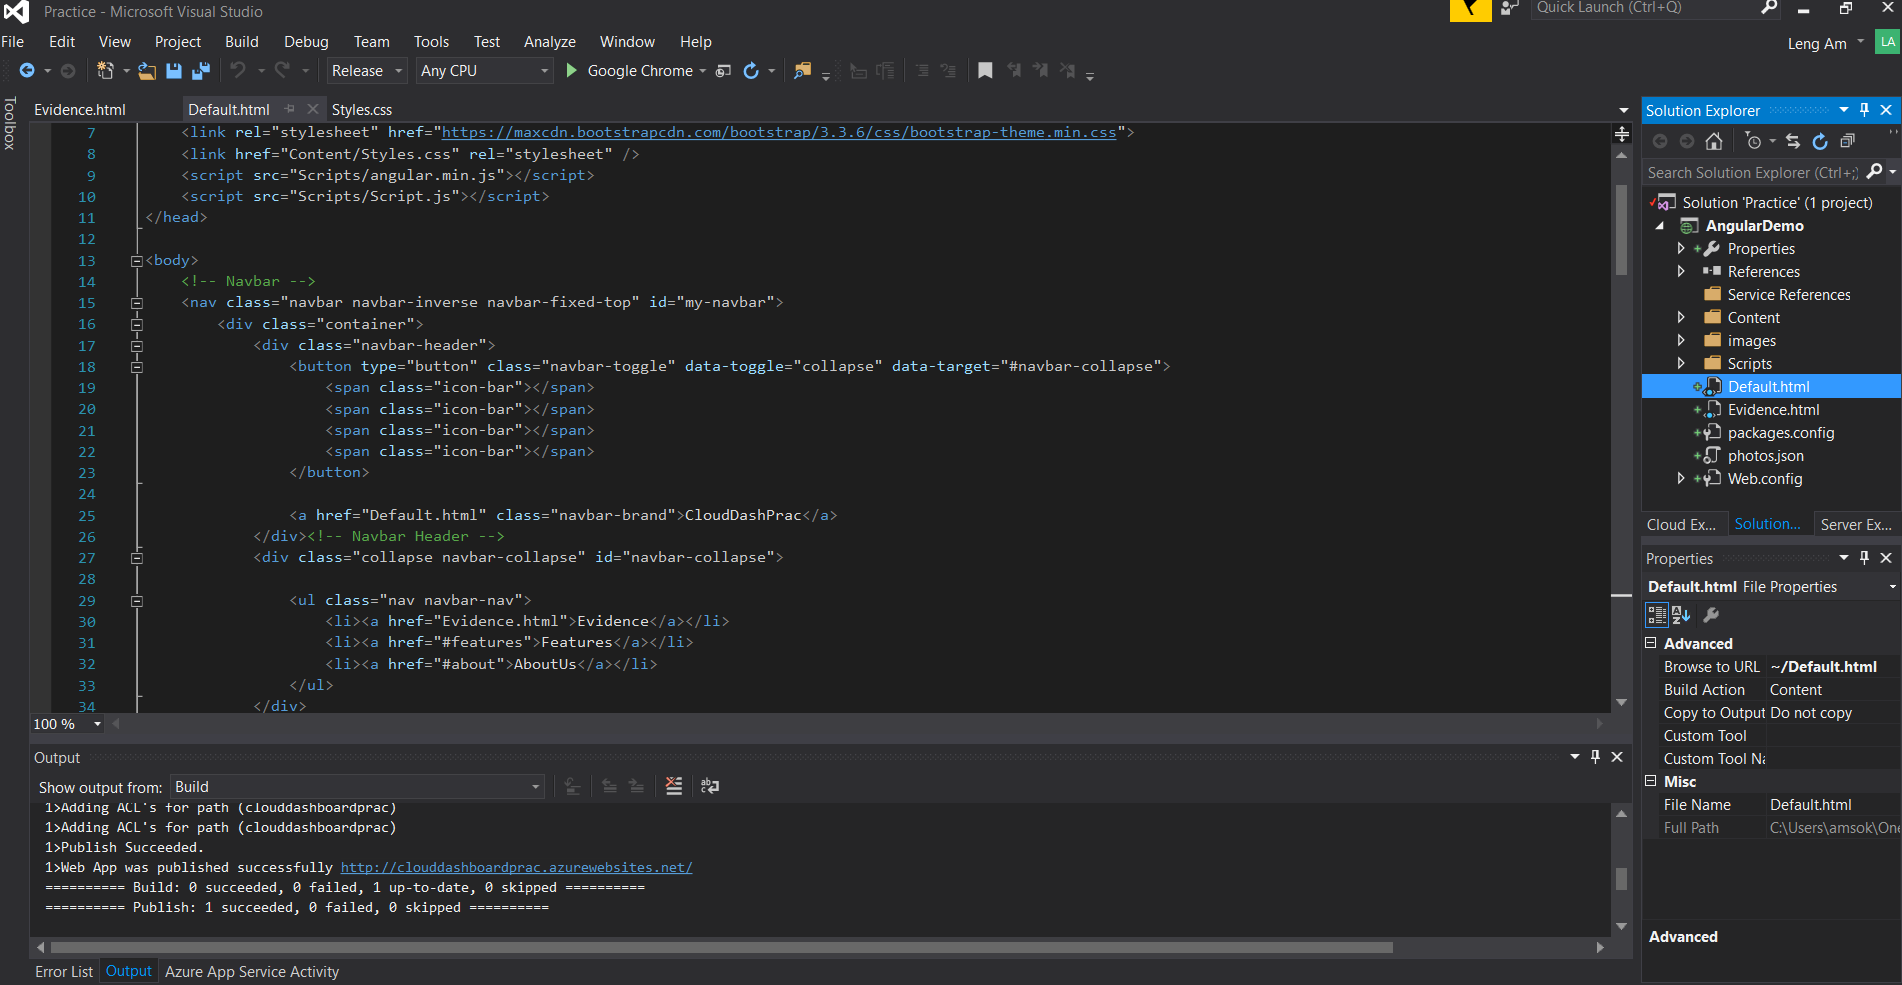 Practice - Microsoft Visual Studio
Quick Launch (Ctrl+Q)
File Edit View Project Build Debug Team Tools Test Analyze Window Help
Leng Am LA
Release Any CPU Google Chrome
Toolbox
Evidence.html Default.html Styles.css
7 <link rel="stylesheet" href="https://maxcdn.bootstrapcdn.com/bootstrap/3.3.6/css/bootstrap-theme.min.css">
8 <link href="Content/Styles.css" rel="stylesheet" />
9 <script src="Scripts/angular.min.js"></script>
10 <script src="Scripts/Script.js"></script>
11 </head>
12
13 <body>
14 <!-- Navbar -->
15 <nav class="navbar navbar-inverse navbar-fixed-top" id="my-navbar">
16 <div class="container">
17 <div class="navbar-header">
18 <button type="button" class="navbar-toggle" data-toggle="collapse" data-target="#navbar-collapse">
19 <span class="icon-bar"></span>
20 <span class="icon-bar"></span>
21 <span class="icon-bar"></span>
22 <span class="icon-bar"></span>
23 </button>
24
25 <a href="Default.html" class="navbar-brand">CloudDashPrac</a>
26 </div><!-- Navbar Header -->
27 <div class="collapse navbar-collapse" id="navbar-collapse">
28
29 <ul class="nav navbar-nav">
30 <li><a href="Evidence.html">Evidence</a></li>
31 <li><a href="#features">Features</a></li>
32 <li><a href="#about">AboutUs</a></li>
33 </ul>
34 </div>
100 %
Output
Show output from: Build
1>Adding ACL's for path (clouddashboardprac)
1>Adding ACL's for path (clouddashboardprac)
1>Publish Succeeded.
1>Web App was published successfully http://clouddashboardprac.azurewebsites.net/
========== Build: 0 succeeded, 0 failed, 1 up-to-date, 0 skipped ==========
========== Publish: 1 succeeded, 0 failed, 0 skipped ==========
Error List Output Azure App Service Activity
Solution Explorer
Search Solution Explorer (Ctrl+;)
Solution 'Practice' (1 project)
AngularDemo
Properties
References
Service References
Content
images
Scripts
Default.html
Evidence.html
packages.config
photos.json
Web.config
Cloud Ex... Solution... Server Ex...
Properties
Default.html File Properties
Advanced
Browse to URL ~/Default.html
Build Action Content
Copy to Output Do not copy
Custom Tool
Custom Tool Na
Misc
File Name Default.html
Full Path C:\Users\amsok\One
Advanced